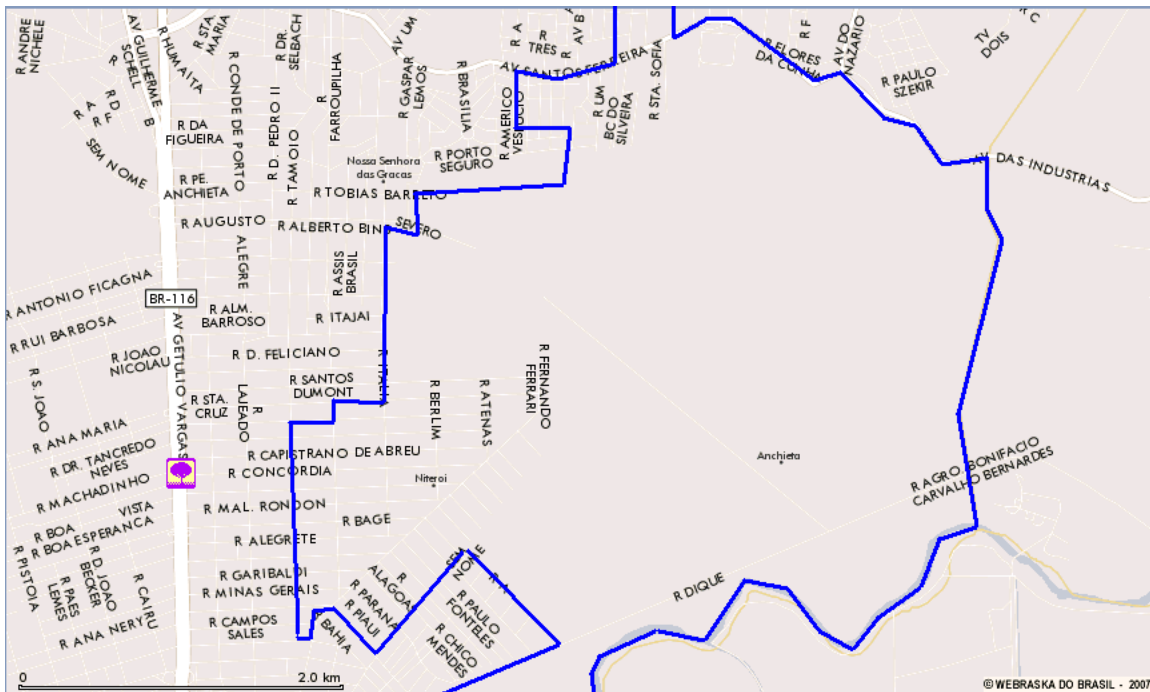 R ANDRE
NICHELE
AV GUILHERME
SCHELL
R HUMAITA
R STA.
MARIA
R DR.
SELBACH
AV UM
R A
R
TRES
R
AV B
R F
R STA. SOFIA
R FLORES
DA CUNHA
AV DO
NAZARIO
TV
DOIS
R C
R PAULO
SZEKIR
AV SANTOS FERREIRA
R P B
R D
R A
R F
SEM NOME
R CONDE DE PORTO
ALEGRE
R D. PEDRO II
R TAMOIO
R
FARROUPILHA
R GASPAR
LEMOS
R BRASILIA
R AMERICO
VESPUCIO
R UM
BC DO
SILVEIRA
R DA
FIGUEIRA
Nossa Senhora
das Gracas
R PORTO
SEGURO
AV. DAS INDUSTRIAS
R PE.
ANCHIETA
R TOBIAS BARRETO
R AUGUSTO
SEVERO
R ALBERTO BINS
R ASSIS
BRASIL
R ANTONIO FICAGNA
BR-116
R RUI BARBOSA
AV GETULIO VARGAS
R ALM.
BARROSO
R ITAJAI
R JOAO
NICOLAU
R D. FELICIANO
R ITALIA
R FERNANDO
FERRARI
R S. JOAO
R STA.
CRUZ
R
LAJEADO
R SANTOS
DUMONT
R BERLIM
R ATENAS
R ANA MARIA
R DR. TANCREDO
NEVES
R CAPISTRANO DE ABREU
R CONCORDIA
Niteroi
Anchieta
R AGRO. BONIFACIO
CARVALHO BERNARDES
R MACHADINHO
R BOA VISTA
R BOA ESPERANCA
R MAL. RONDON
R BAGE
R ALEGRETE
R PISTOIA
R PAES
LEMES
R D JOAO
BECKER
R CAIRU
R GARIBALDI
R MINAS GERAIS
R
ALAGOAS
R PARANA
R PIAUI
SEM
NOME
R A
R DIQUE
R PAULO
FONTELES
R CHICO
MENDES
R BAHIA
R ANA NERY
R CAMPOS
SALES
0
2.0 km
© WEBRASKA DO BRASIL - 2007